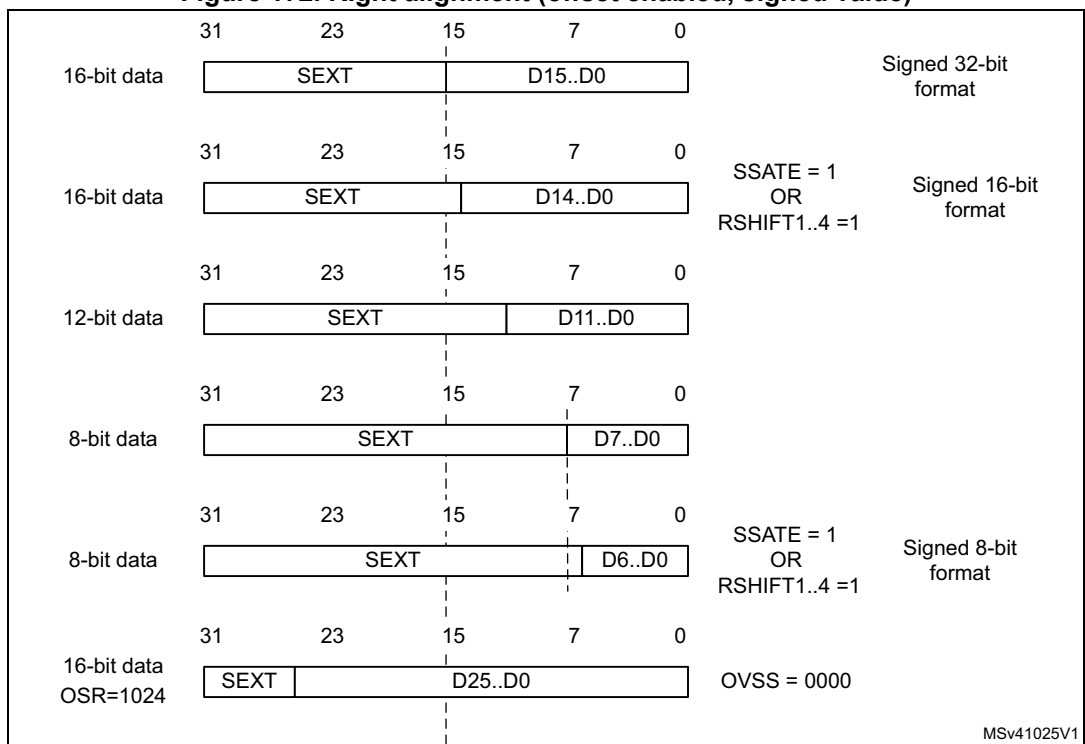 Figure 172. Right alignment (offset enabled, signed value)
31 23 15 7 0
16-bit data SEXT D15..D0 Signed 32-bit
format
31 23 15 7 0
16-bit data SEXT D14..D0 SSATE = 1
OR
RSHIFT1..4 =1 Signed 16-bit
format
31 23 15 7 0
12-bit data SEXT D11..D0
31 23 15 7 0
8-bit data SEXT D7..D0
31 23 15 7 0
8-bit data SEXT D6..D0 SSATE = 1
OR
RSHIFT1..4 =1 Signed 8-bit
format
31 23 15 7 0
16-bit data
OSR=1024 SEXT D25..D0 OVSS = 0000
MSv41025V1